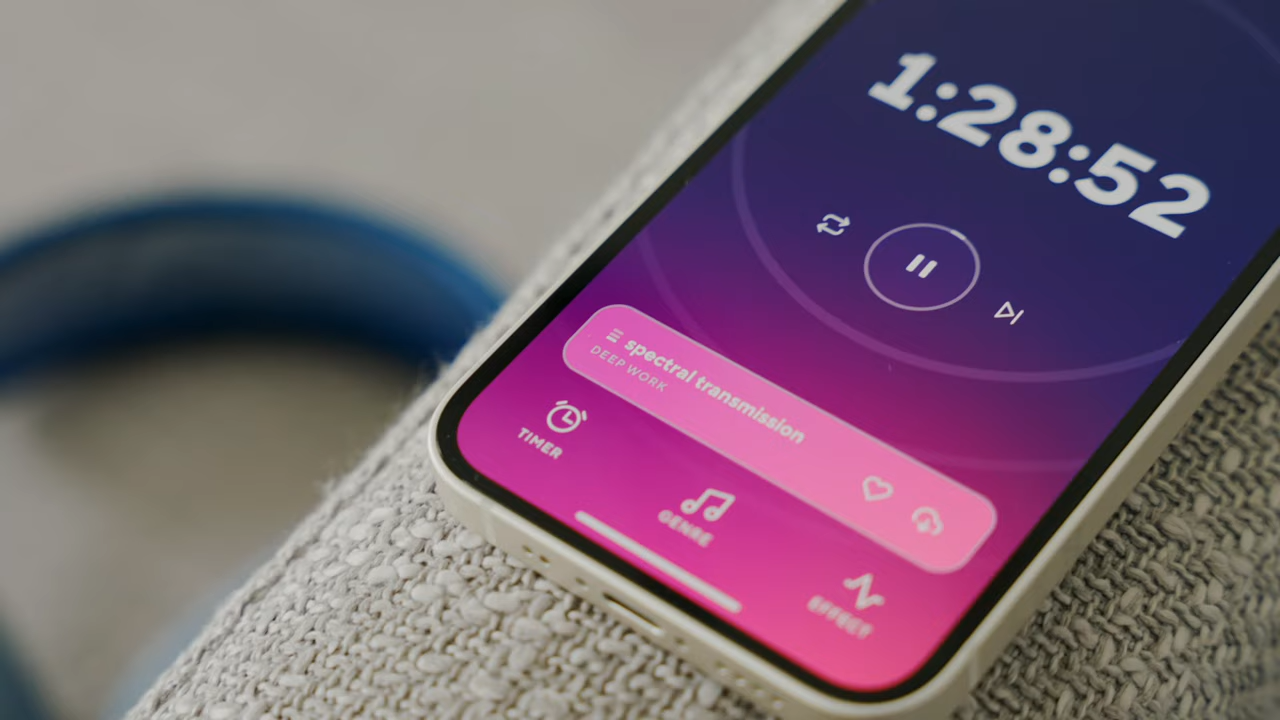 1:28:52
spectral transmission
DEEP WORK
TIMER
GENRE
EFFECT